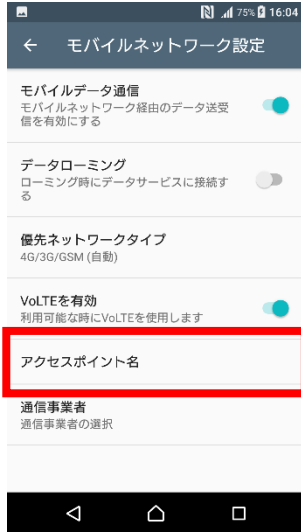 75% 16:04
モバイルネットワーク設定
モバイルデータ通信
モバイルネットワーク経由のデータ送受
信を有効にする
データローミング
ローミング時にデータサービスに接続す
る
優先ネットワークタイプ
4G/3G/GSM (自動)
VoLTEを有効
利用可能な時にVoLTEを使用します
アクセスポイント名
通信事業者
通信事業者の選択